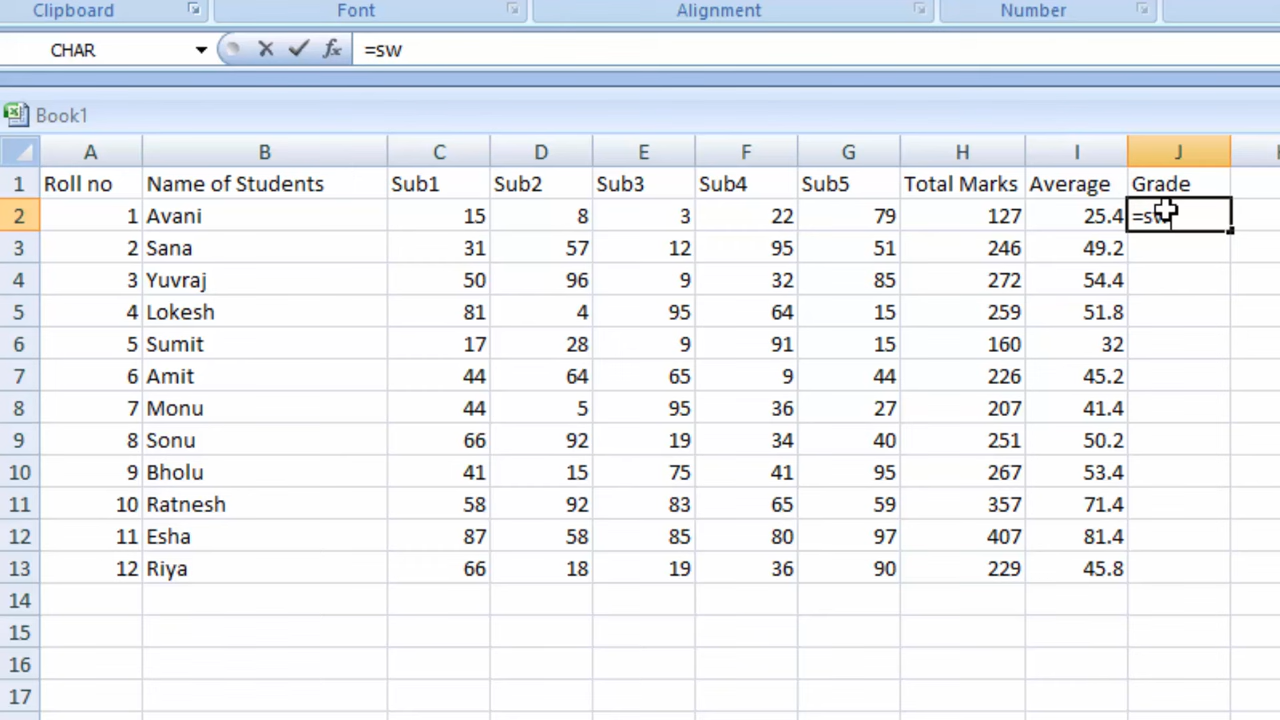 Clipboard Font Alignment Number
CHAR fx =sw
Book1
A B C D E F G H I J
1 Roll no Name of Students Sub1 Sub2 Sub3 Sub4 Sub5 Total Marks Average Grade
2 1 Avani 15 8 3 22 79 127 25.4 =sw
3 2 Sana 31 57 12 95 51 246 49.2
4 3 Yuvraj 50 96 9 32 85 272 54.4
5 4 Lokesh 81 4 95 64 15 259 51.8
6 5 Sumit 17 28 9 91 15 160 32
7 6 Amit 44 64 65 9 44 226 45.2
8 7 Monu 44 5 95 36 27 207 41.4
9 8 Sonu 66 92 19 34 40 251 50.2
10 9 Bholu 41 15 75 41 95 267 53.4
11 10 Ratnesh 58 92 83 65 59 357 71.4
12 11 Esha 87 58 85 80 97 407 81.4
13 12 Riya 66 18 19 36 90 229 45.8
14
15
16
17